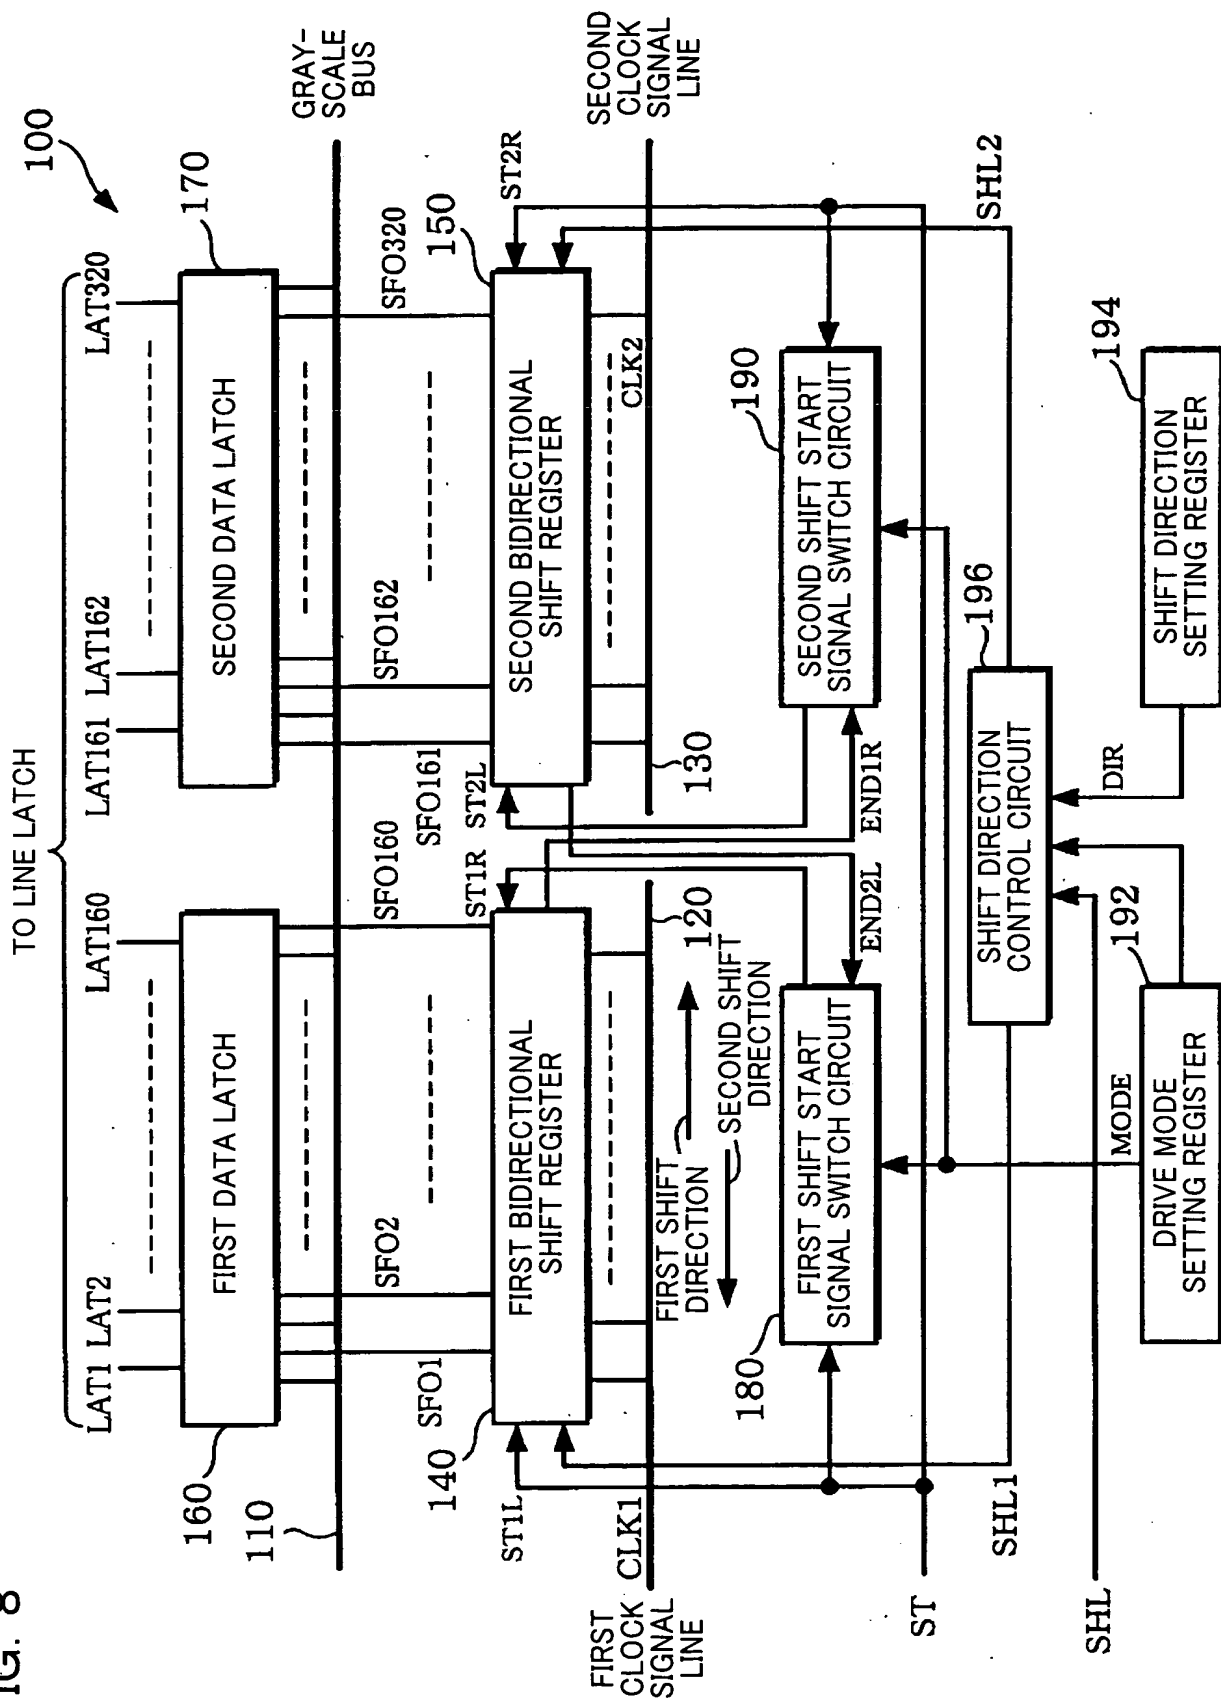 IG. 8
100
TO LINE LATCH
LAT1
LAT2
LAT160
LAT161
LAT162
LAT320
160
FIRST DATA LATCH
SECOND DATA LATCH
170
110
GRAY-
SCALE
BUS
SFO1
SFO2
SFO160
SFO161
SFO162
SFO320
140
FIRST BIDIRECTIONAL
SHIFT REGISTER
SECOND BIDIRECTIONAL
SHIFT REGISTER
150
ST1L
ST1R
ST2L
ST2R
FIRST
CLOCK
SIGNAL
LINE
CLK1
CLK2
SECOND
CLOCK
SIGNAL
LINE
120
130
FIRST SHIFT
DIRECTION
SECOND SHIFT
DIRECTION
180
FIRST SHIFT START
SIGNAL SWITCH CIRCUIT
END2L
END1R
SECOND SHIFT START
SIGNAL SWITCH CIRCUIT
190
ST
SHL1
SHL2
SHIFT DIRECTION
CONTROL CIRCUIT
196
SHL
MODE
DIR
DRIVE MODE
SETTING REGISTER
192
SHIFT DIRECTION
SETTING REGISTER
194